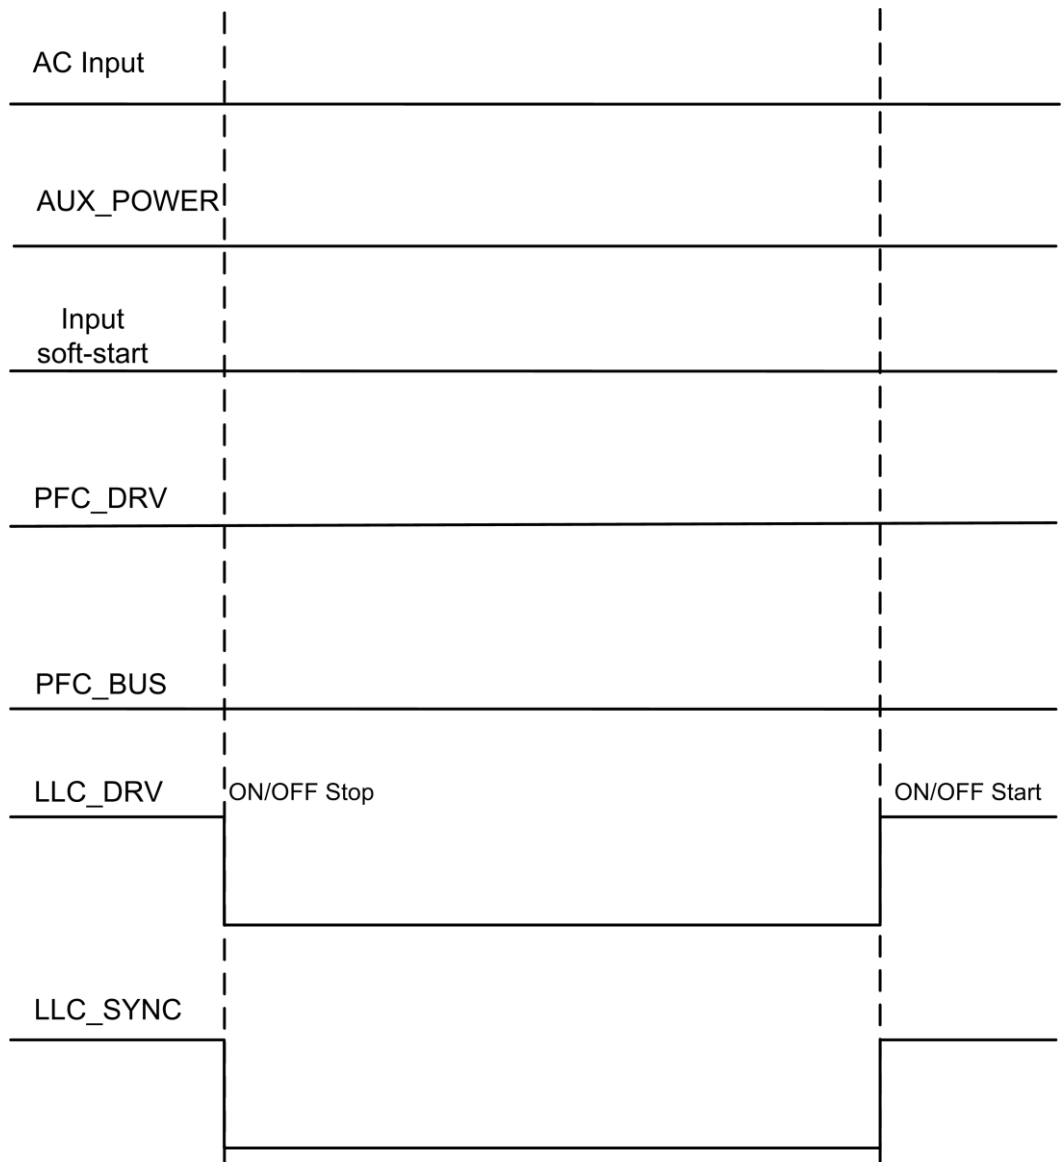 AC Input
AUX_POWER
Input
soft-start
PFC_DRV
PFC_BUS
LLC_DRV
ON/OFF Stop
ON/OFF Start
LLC_SYNC